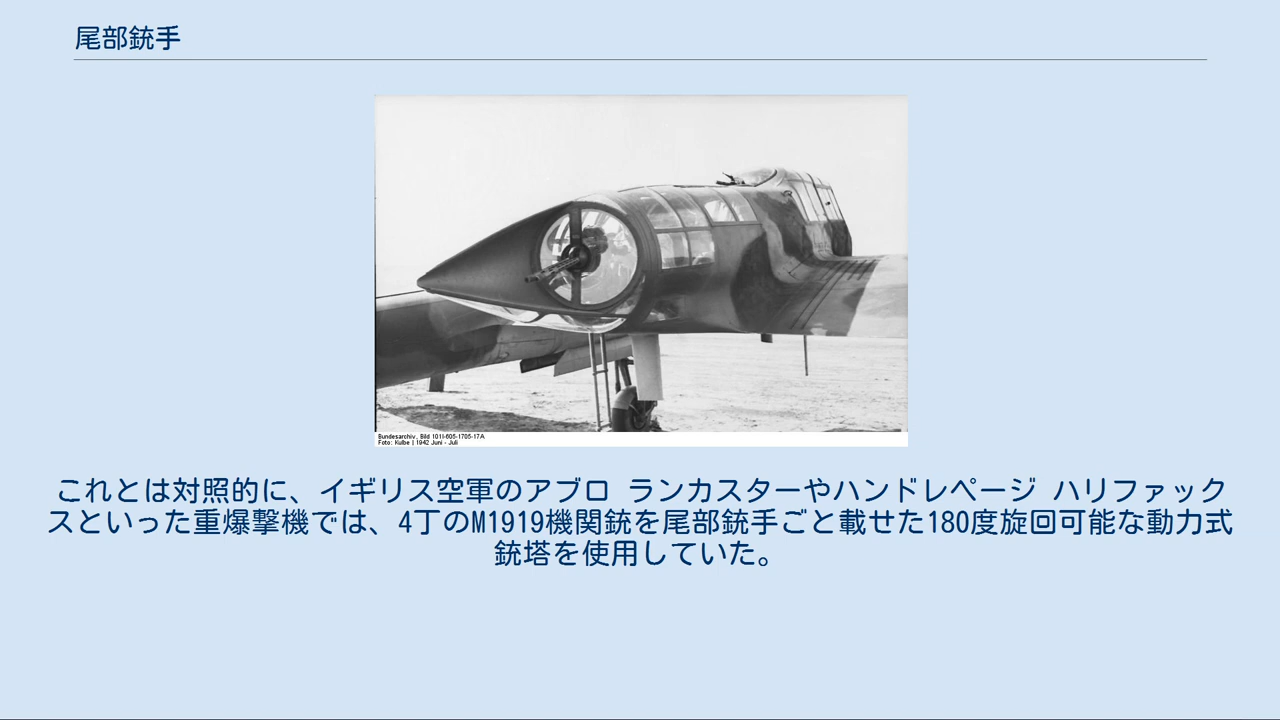 尾部銃手
Bundesarchiv, Bild 101I-605-1705-17A
Foto: Kulbe | 1942 Juni - Juli
これとは対照的に、イギリス空軍のアブロ ランカスターやハンドレページ ハリファック
スといった重爆撃機では、4丁のM1919機関銃を尾部銃手ごと載せた180度旋回可能な動力式
銃塔を使用していた。